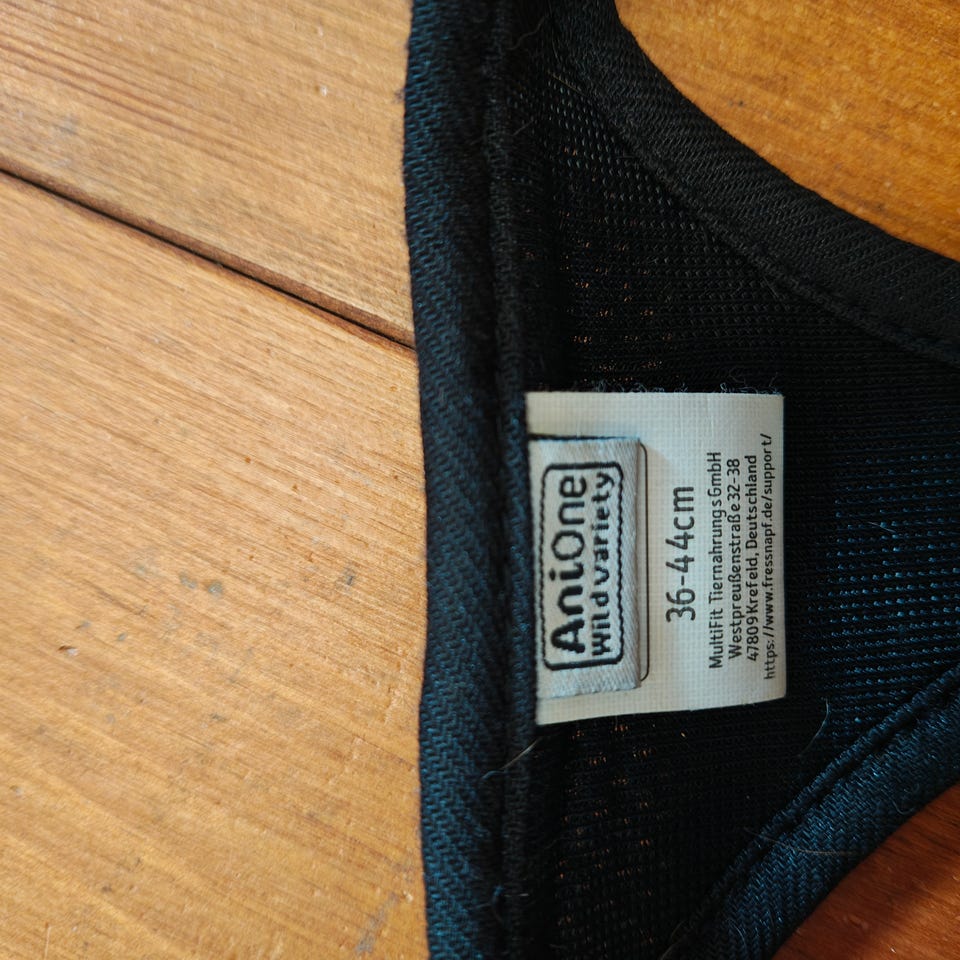 AniOne
Wild variety
36-44cm
MultiFit Tiernahrungs GmbH
Westpreußenstraße 32-38
47809 Krefeld, Deutschland
https://www.fressnapf.de/support/